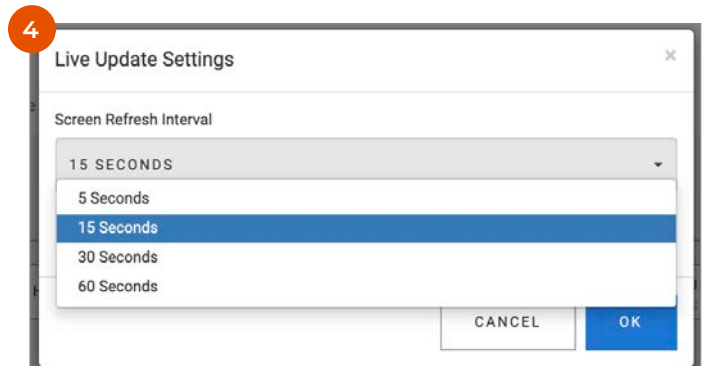 4
Live Update Settings ×
Screen Refresh Interval
15 SECONDS
5 Seconds
15 Seconds
30 Seconds
60 Seconds
CANCEL OK